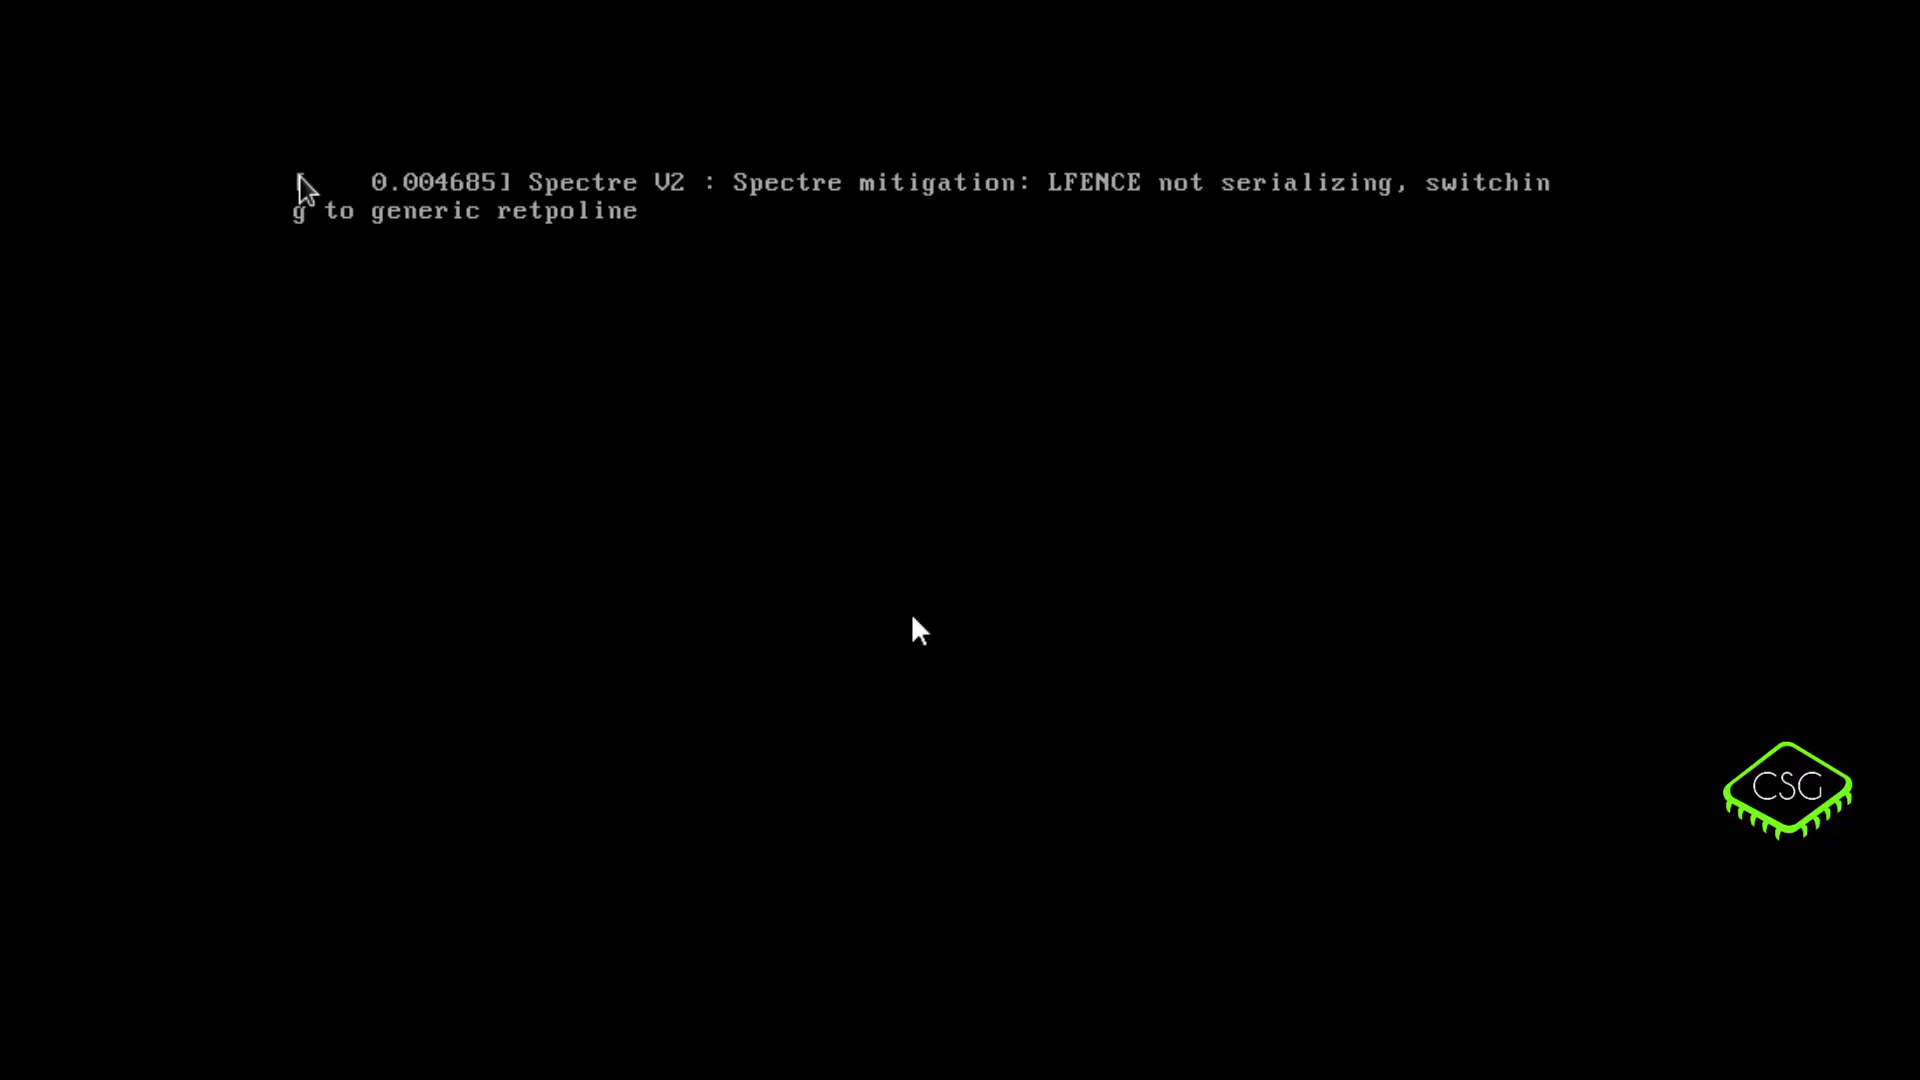 [    0.004685] Spectre V2 : Spectre mitigation: LFENCE not serializing, switchin
g to generic retpoline
CSG